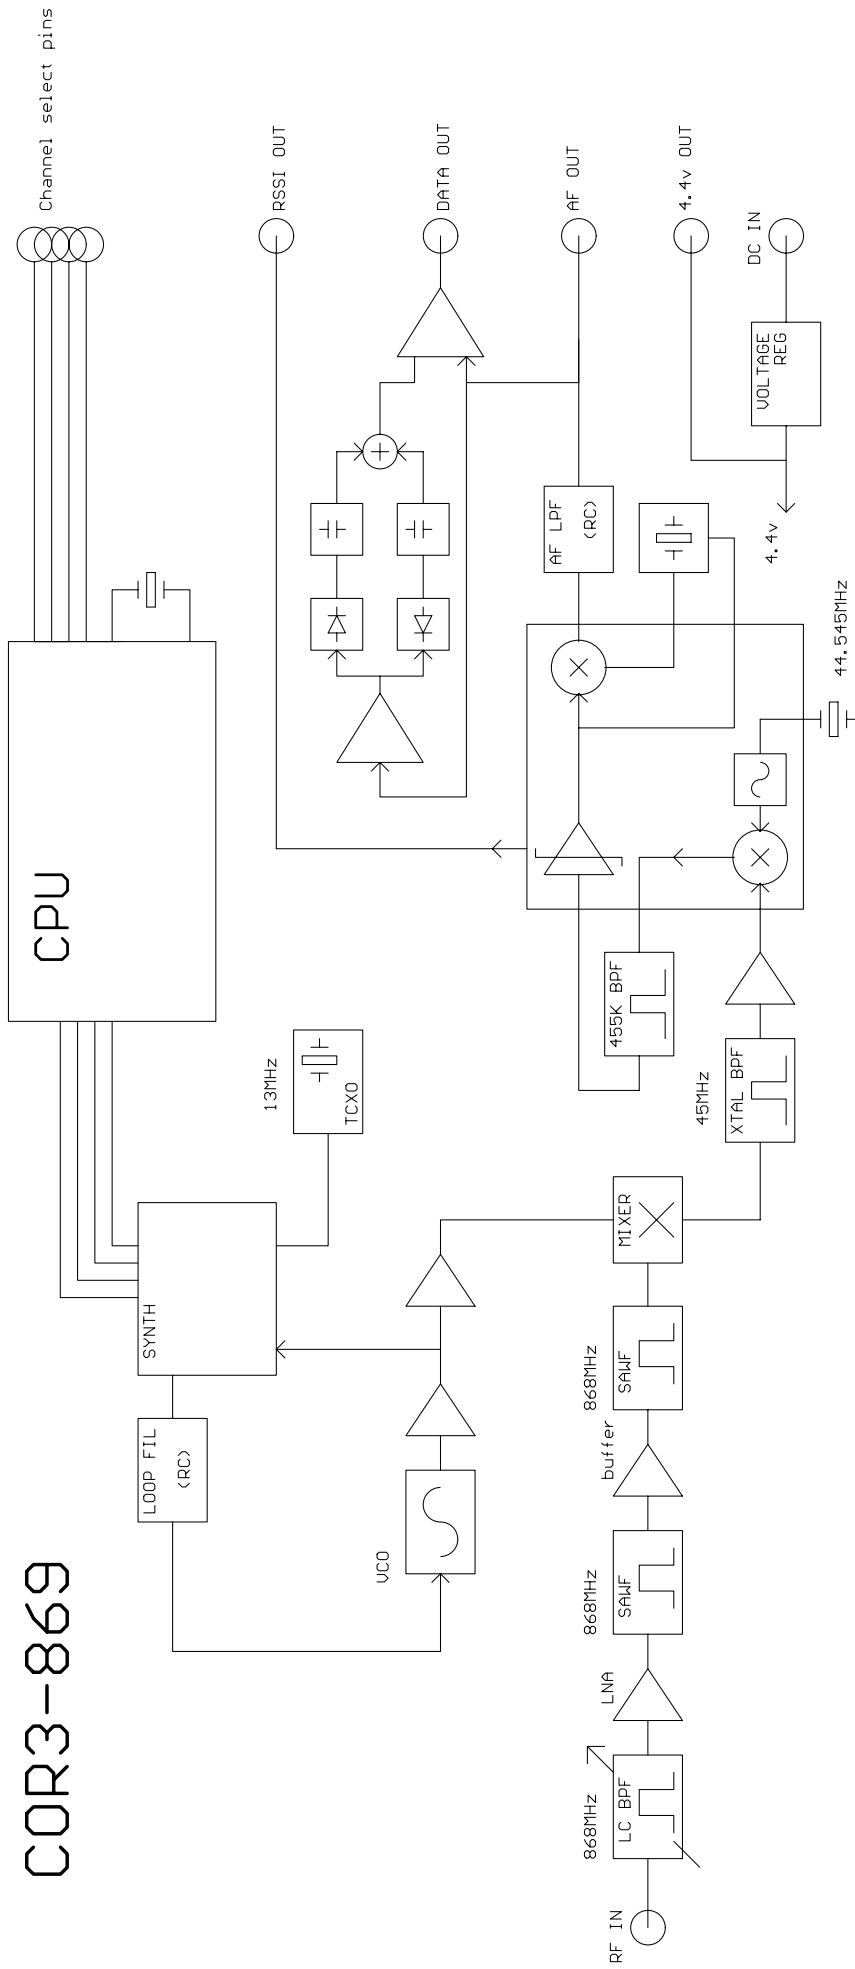 COR3-869
Channel select pins
CPU
RSSI OUT
DATA OUT
AF OUT
4.4v OUT
DC IN
VOLTAGE
REG
4.4v
AF LPF
(RC)
44.545MHz
455K BPF
45MHz
XTAL BPF
13MHz
TCXO
SYNTH
LOOP FIL
(RC)
VCO
MIXER
868MHz
SAWF
buffer
868MHz
SAWF
LNA
868MHz
LC BPF
RF IN